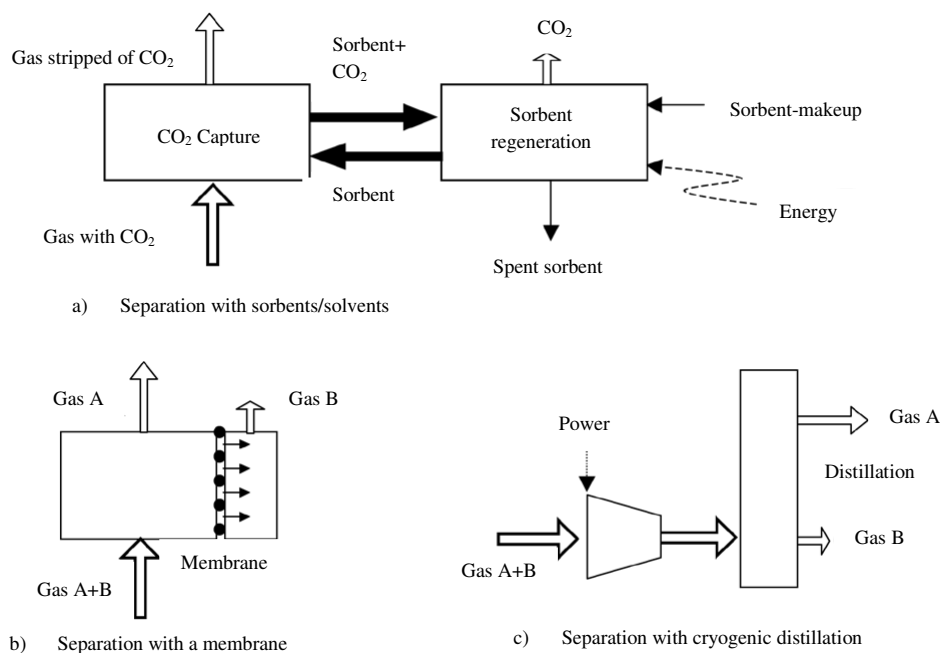 CO₂
Gas stripped of CO₂
Sorbent+
CO₂
CO₂ Capture
Sorbent
regeneration
Sorbent-makeup
Sorbent
Energy
Gas with CO₂
Spent sorbent
a) Separation with sorbents/solvents
Gas A
Gas B
Membrane
Gas A+B
b) Separation with a membrane
Power
Gas A
Distillation
Gas B
Gas A+B
c) Separation with cryogenic distillation